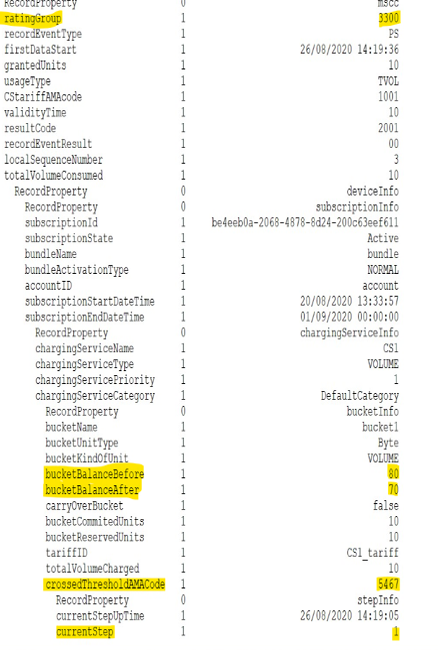 RecordProperty 0 mscc
ratingGroup 1 3300
recordEventType 1 PS
firstDataStart 1 26/08/2020 14:19:36
grantedUnits 1 10
usageType 1 TVOL
CStariffAMAcode 1 1001
validityTime 1 10
resultCode 1 2001
recordEventResult 1 00
localSequenceNumber 1 3
totalVolumeConsumed 1 10
RecordProperty 0 deviceInfo
RecordProperty 0 subscriptionInfo
subscriptionId 1 be4eeb0a-2068-4878-8d24-200c63eef611
subscriptionState 1 Active
bundleName 1 bundle
bundleActivationType 1 NORMAL
accountID 1 account
subscriptionStartDateTime 1 20/08/2020 13:33:57
subscriptionEndDateTime 1 01/09/2020 00:00:00
RecordProperty 0 chargingServiceInfo
chargingServiceName 1 CS1
chargingServiceType 1 VOLUME
chargingServicePriority 1 1
chargingServiceCategory 1 DefaultCategory
RecordProperty 0 bucketInfo
bucketName 1 bucket1
bucketUnitType 1 Byte
bucketKindOfUnit 1 VOLUME
bucketBalanceBefore 1 80
bucketBalanceAfter 1 70
carryOverBucket 1 false
bucketCommitedUnits 1 10
bucketReservedUnits 1 10
tariffID 1 CS1_tariff
totalVolumeCharged 1 10
crossedThresholdAMACode 1 5467
RecordProperty 0 stepInfo
currentStepUpTime 1 26/08/2020 14:19:05
currentStep 1 1